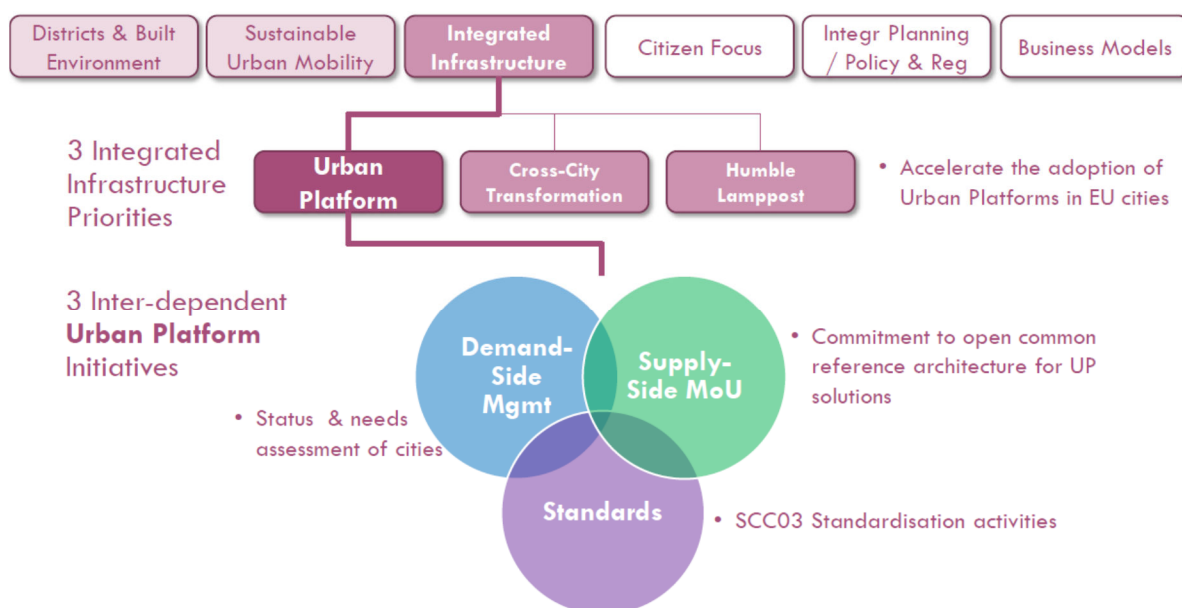 Districts & Built
Environment
Sustainable
Urban Mobility
Integrated
Infrastructure
Citizen Focus
Integr Planning
/ Policy & Reg
Business Models
3 Integrated
Infrastructure
Priorities
Urban
Platform
Cross-City
Transformation
Humble
Lamppost
• Accelerate the adoption of
Urban Platforms in EU cities
3 Inter-dependent
Urban Platform
Initiatives
Demand-
Side
Mgmt
Supply-
Side MoU
• Commitment to open common
reference architecture for UP
solutions
• Status & needs
assessment of cities
Standards
• SCC03 Standardisation activities